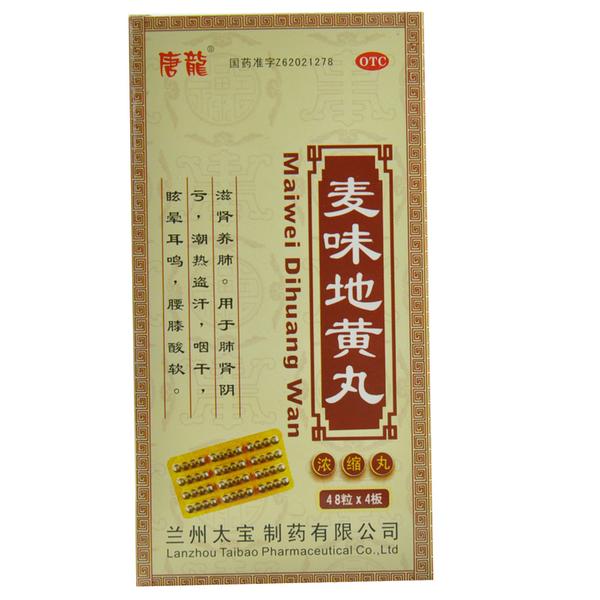 唐龍®
国药准字Z62021278
OTC
麦味地黄丸
Maiwei Dihuang Wan
滋肾养肺。用于肺肾阴
亏，潮热盗汗，咽干，
眩晕耳鸣，腰膝酸软。
浓缩丸
48粒x4板
兰州太宝制药有限公司
Lanzhou Taibao Pharmaceutical Co.,Ltd